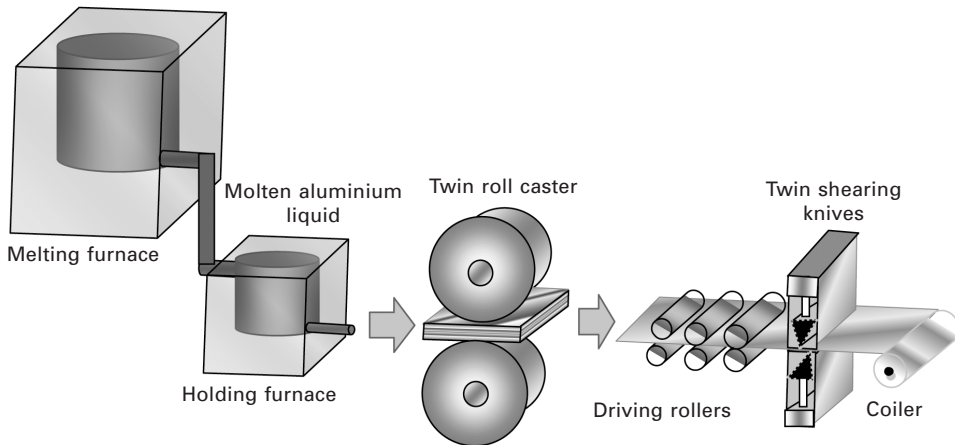 Melting furnace
Molten aluminium
liquid
Holding furnace
Twin roll caster
Driving rollers
Twin shearing
knives
Coiler